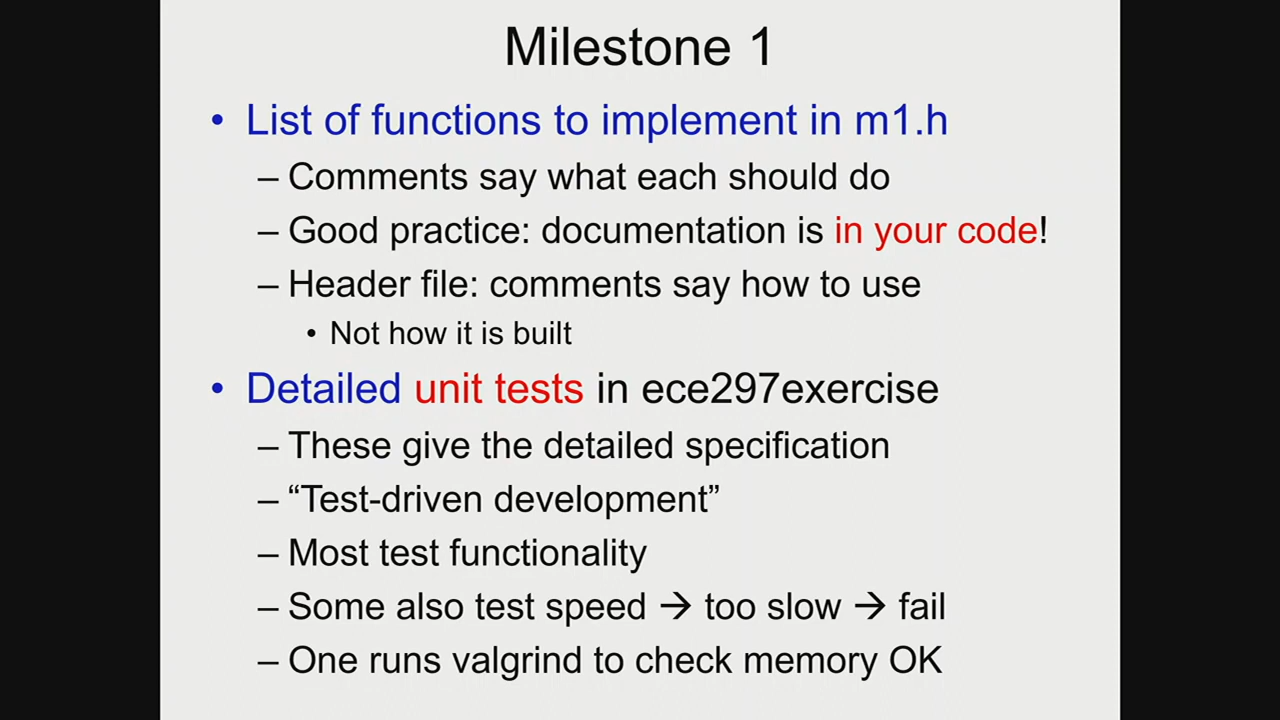 Milestone 1
• List of functions to implement in m1.h
– Comments say what each should do
– Good practice: documentation is in your code!
– Header file: comments say how to use
• Not how it is built
• Detailed unit tests in ece297exercise
– These give the detailed specification
– “Test-driven development”
– Most test functionality
– Some also test speed → too slow → fail
– One runs valgrind to check memory OK